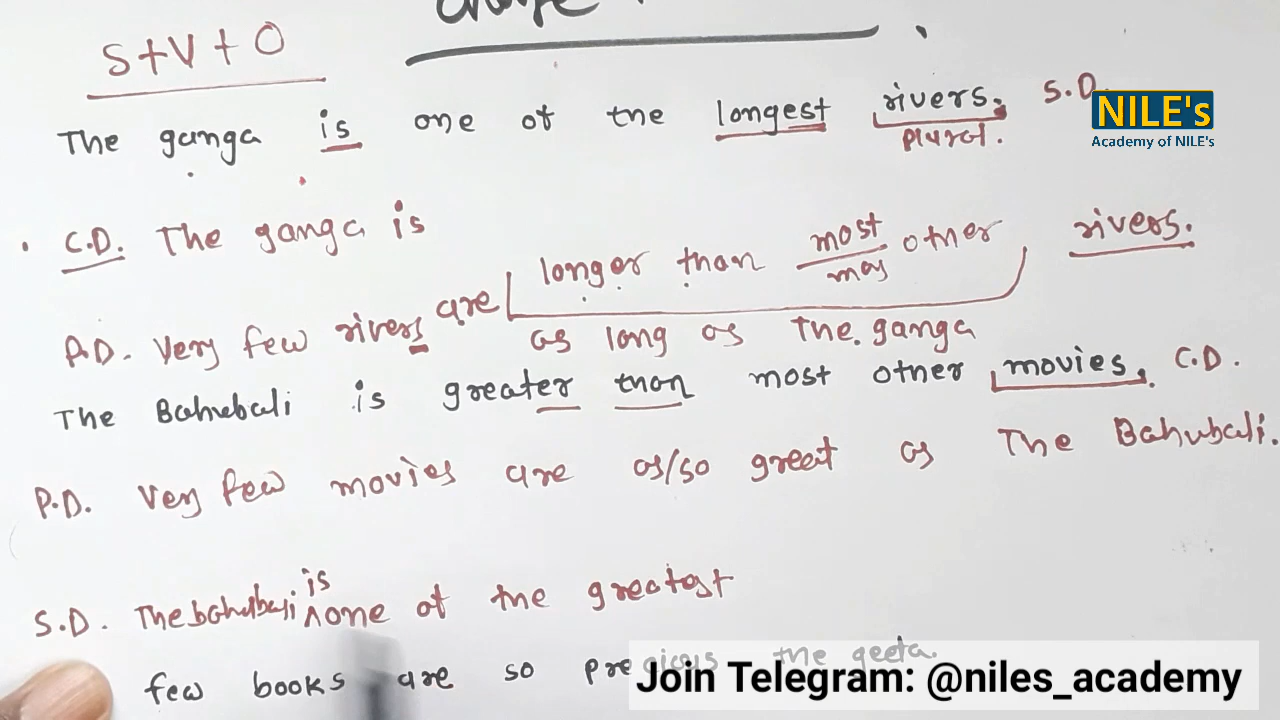 S+V+O
The ganga is one of the longest rivers. S.D.
plural.
NILE's
Academy of NILE's
C.D. The ganga is longer than most other rivers.
many
P.D. Very few rivers are as long as The ganga
The Bahubali is greater than most other movies. C.D.
P.D. Very few movies are as/so great as The Bahubali.
S.D. The bahubali is one of the greatest
few books are so the geeta.
Join Telegram: @niles_academy